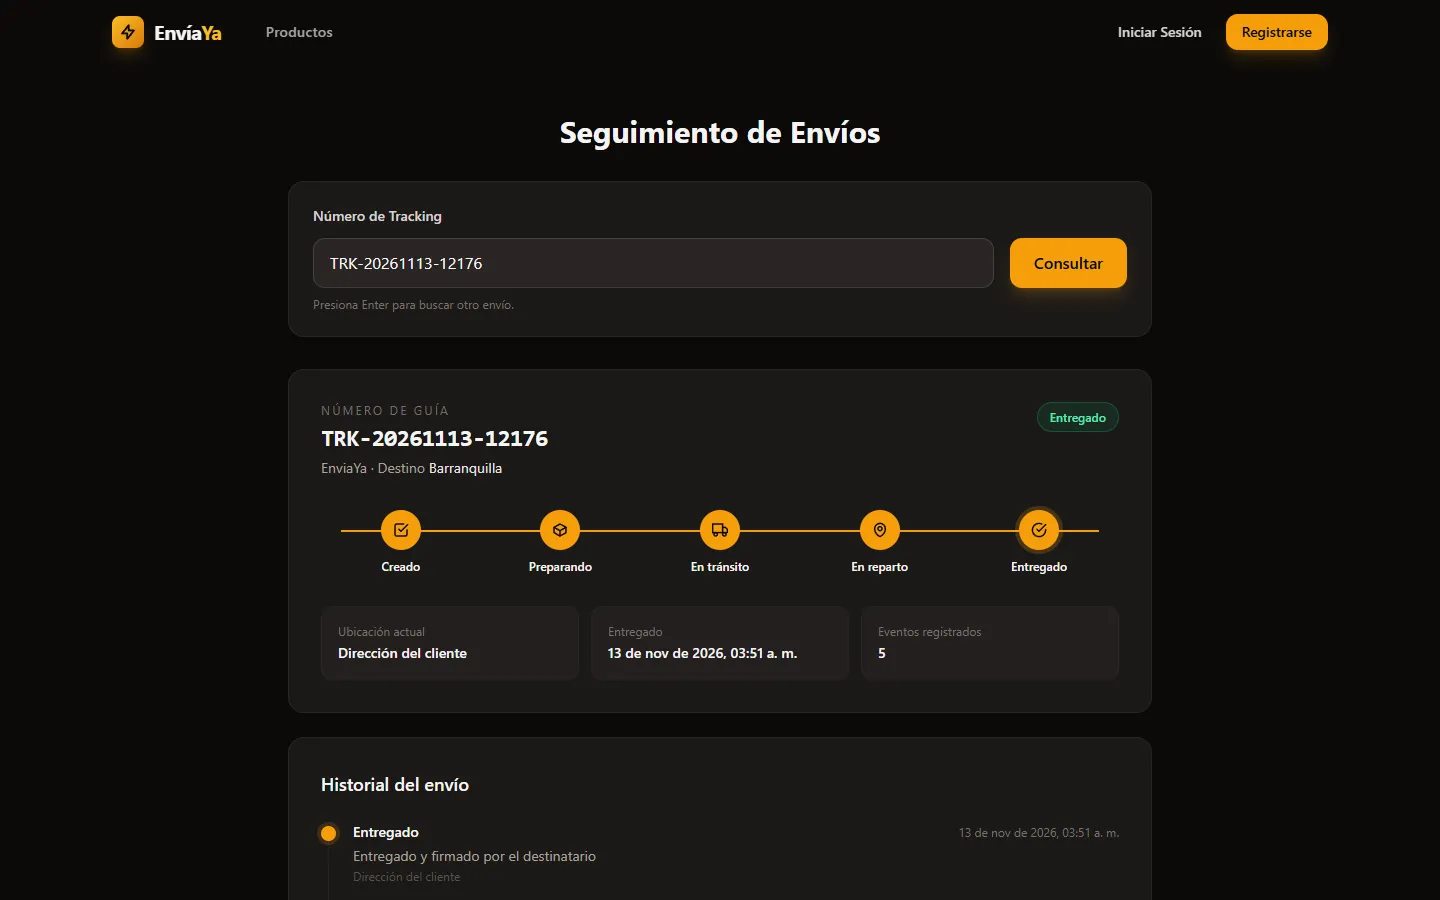 EnvíaYa
Productos
Iniciar Sesión
Registrarse
Seguimiento de Envíos
Número de Tracking
TRK-20261113-12176
Consultar
Presiona Enter para buscar otro envío.
NÚMERO DE GUÍA
TRK-20261113-12176
Entregado
EnviaYa · Destino Barranquilla
Creado
Preparando
En tránsito
En reparto
Entregado
Ubicación actual
Dirección del cliente
Entregado
13 de nov de 2026, 03:51 a. m.
Eventos registrados
5
Historial del envío
Entregado
13 de nov de 2026, 03:51 a. m.
Entregado y firmado por el destinatario
Dirección del cliente